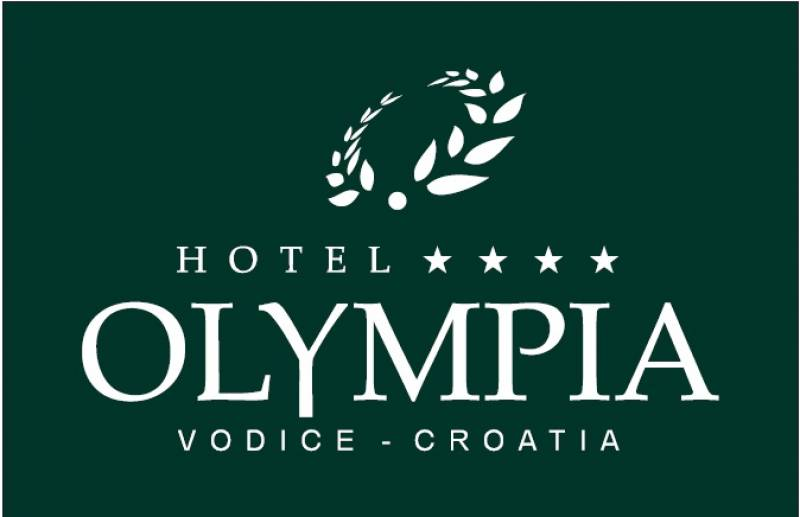 HOTEL ★★★★
OLYMPIA
VODICE - CROATIA